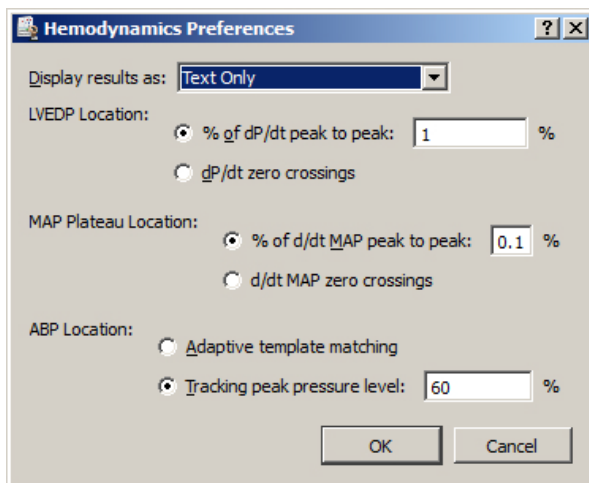 Hemodynamics Preferences
Display results as: Text Only
LVEDP Location:
% of dP/dt peak to peak: 1 %
dP/dt zero crossings
MAP Plateau Location:
% of d/dt MAP peak to peak: 0.1 %
d/dt MAP zero crossings
ABP Location:
Adaptive template matching
Tracking peak pressure level: 60 %
OK Cancel